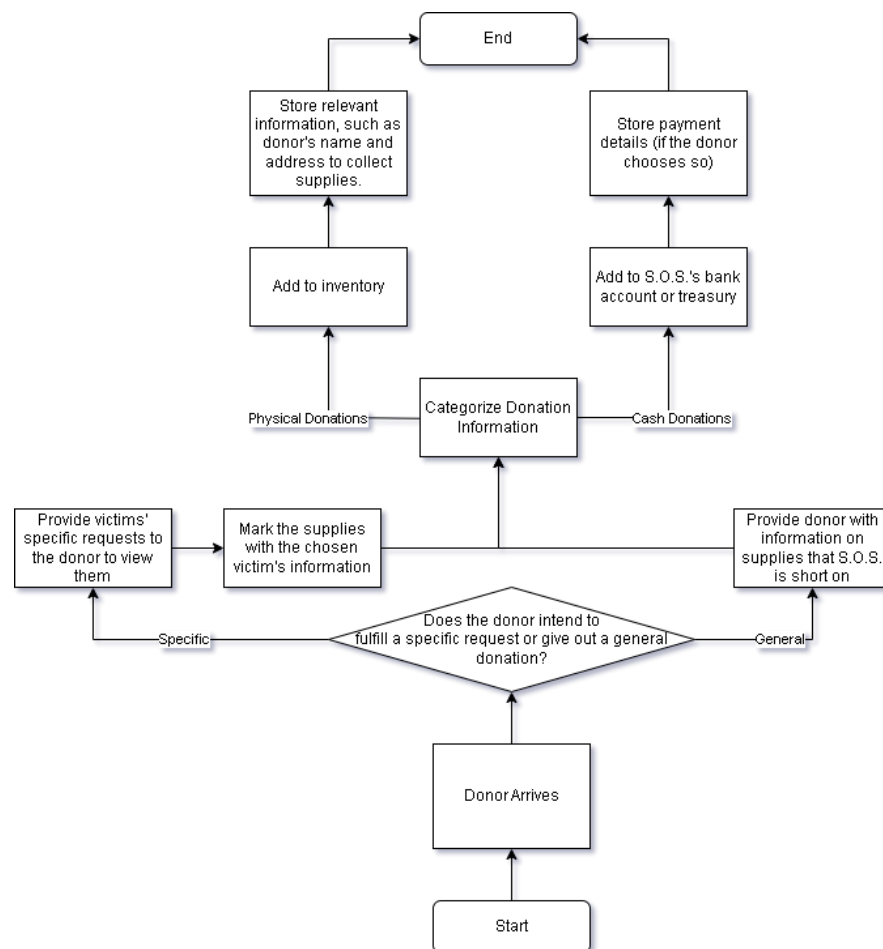 End
Store relevant
information, such as
donor's name and
address to collect
supplies.
Store payment
details (if the donor
chooses so)
Add to inventory
Add to S.O.S.'s bank
account or treasury
Physical Donations
Categorize Donation
Information
Cash Donations
Provide victims'
specific requests to
the donor to view
them
Mark the supplies
with the chosen
victim's information
Provide donor with
information on
supplies that S.O.S.
is short on
Does the donor intend to
fulfill a specific request or give out a general
donation?
Specific
General
Donor Arrives
Start